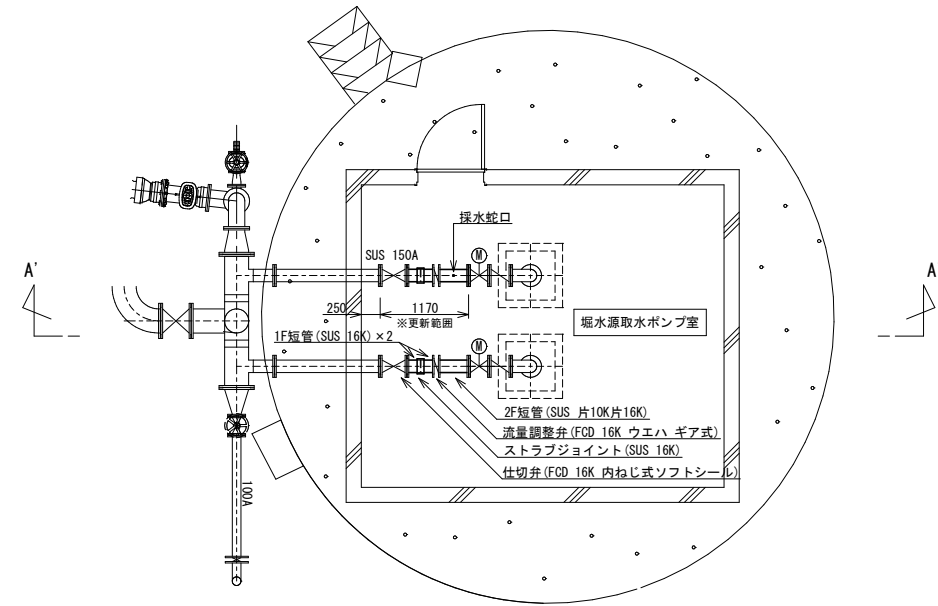 採水蛇口
SUS 150A
M
A'
A
250
1170
※更新範囲
堀水源取水ポンプ室
1F短管(SUS 16K)×2
M
2F短管(SUS 片10K片16K)
流量調整弁(FCD 16K ウエハ ギア式)
ストラブジョイント(SUS 16K)
仕切弁(FCD 16K 内ねじ式ソフトシール)
100A